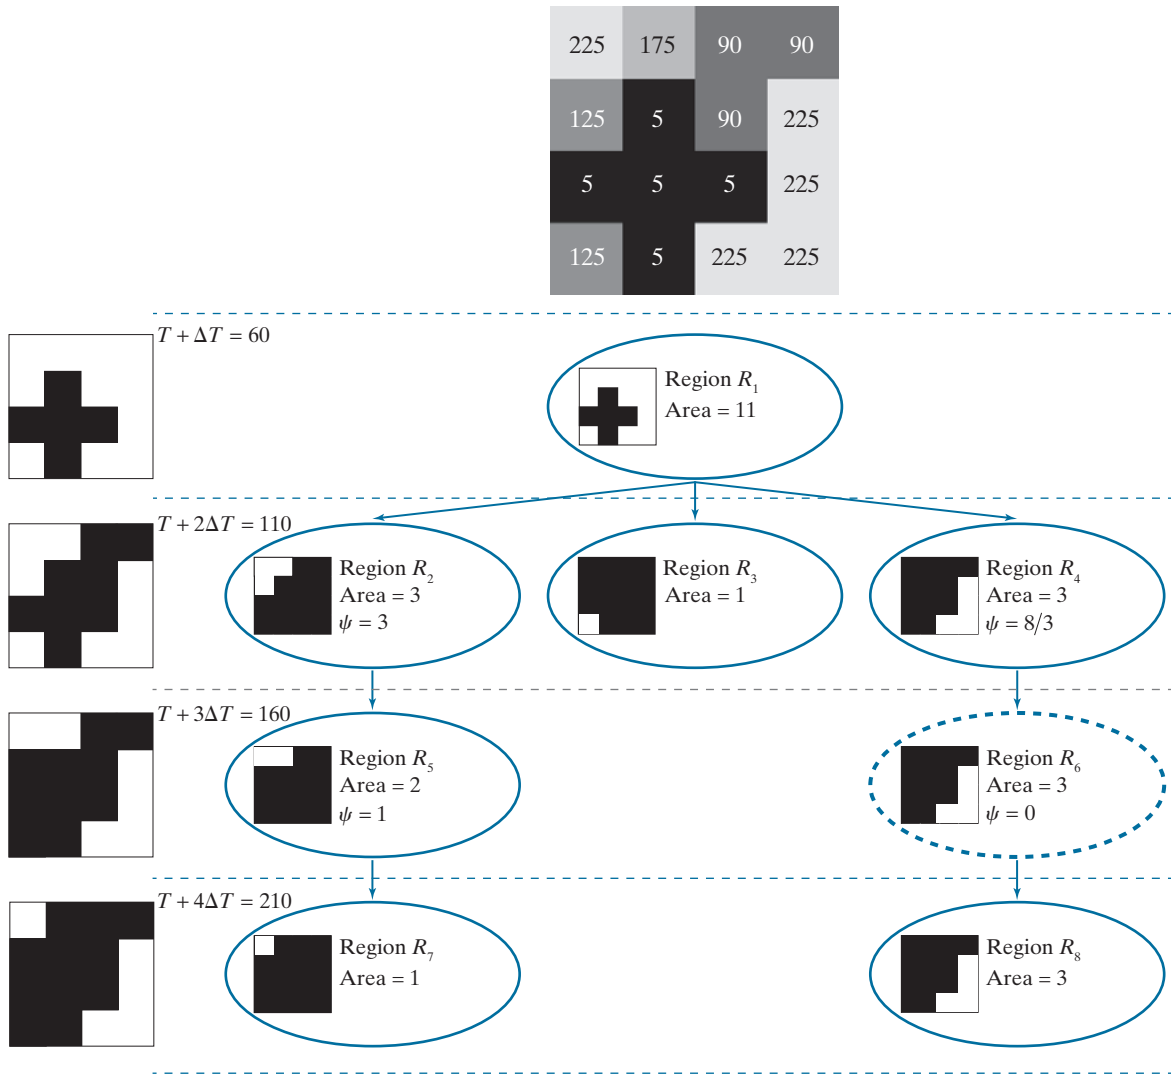 225 175 90 90
125 5 90 225
5 5 5 225
125 5 225 225
T + ΔT = 60
Region R₁
Area = 11
T + 2ΔT = 110
Region R₂
Area = 3
ψ = 3
Region R₃
Area = 1
Region R₄
Area = 3
ψ = 8/3
T + 3ΔT = 160
Region R₅
Area = 2
ψ = 1
Region R₆
Area = 3
ψ = 0
T + 4ΔT = 210
Region R₇
Area = 1
Region R₈
Area = 3